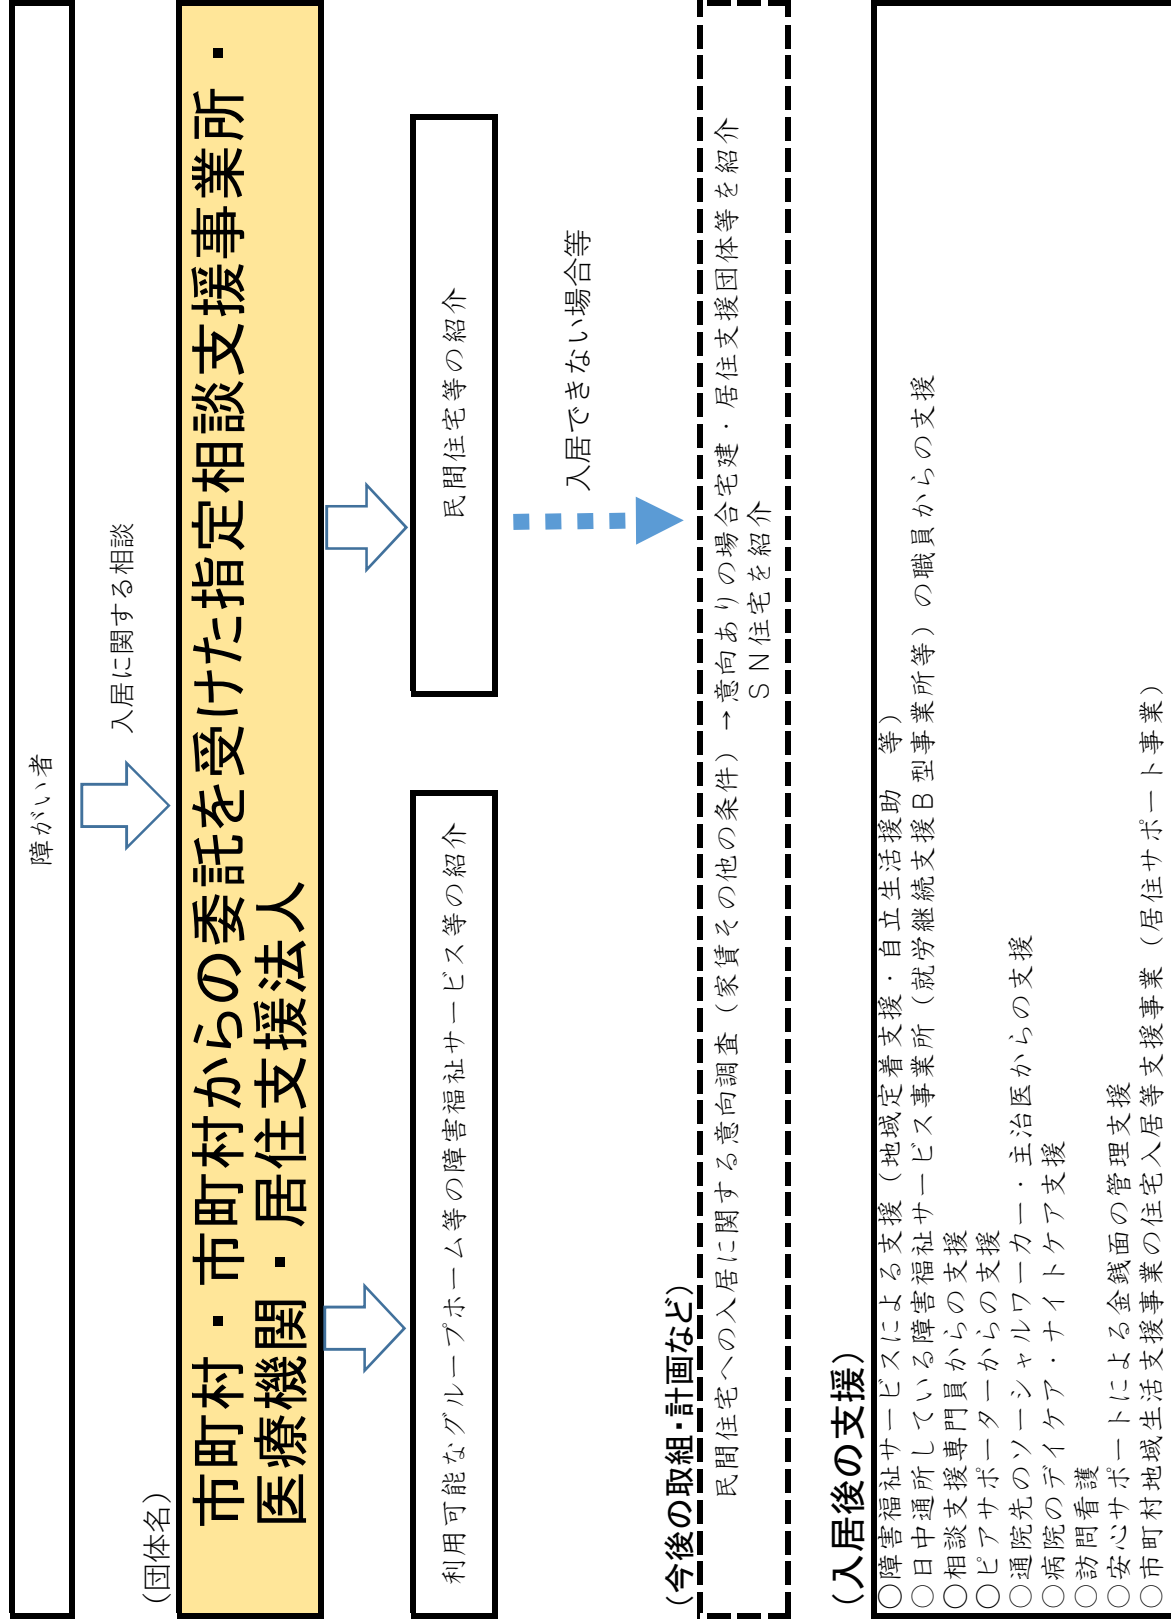 障がい者
入居に関する相談
（団体名）
市町村・市町村からの委託を受けた指定相談支援事業所・
医療機関・居住支援法人
利用可能なグループホーム等の障害福祉サービス等の紹介
民間住宅等の紹介
入居できない場合等
（今後の取組・計画など）
民間住宅への入居に関する意向調査（家賃その他の条件）→意向ありの場合宅建・居住支援団体等を紹介
ＳＮ住宅を紹介
（入居後の支援）
○障害福祉サービスによる支援（地域定着支援・自立生活援助　等）
○日中通所している障害福祉サービス事業所（就労継続支援Ｂ型事業所等）の職員からの支援
○相談支援専門員からの支援
○ピアサポーターからの支援
○通院先のソーシャルワーカー・主治医からの支援
○病院のデイケア・ナイトケア支援
○訪問看護
○安心サポートによる金銭面の管理支援
○市町村地域生活支援事業の住宅入居等支援事業（居住サポート事業）